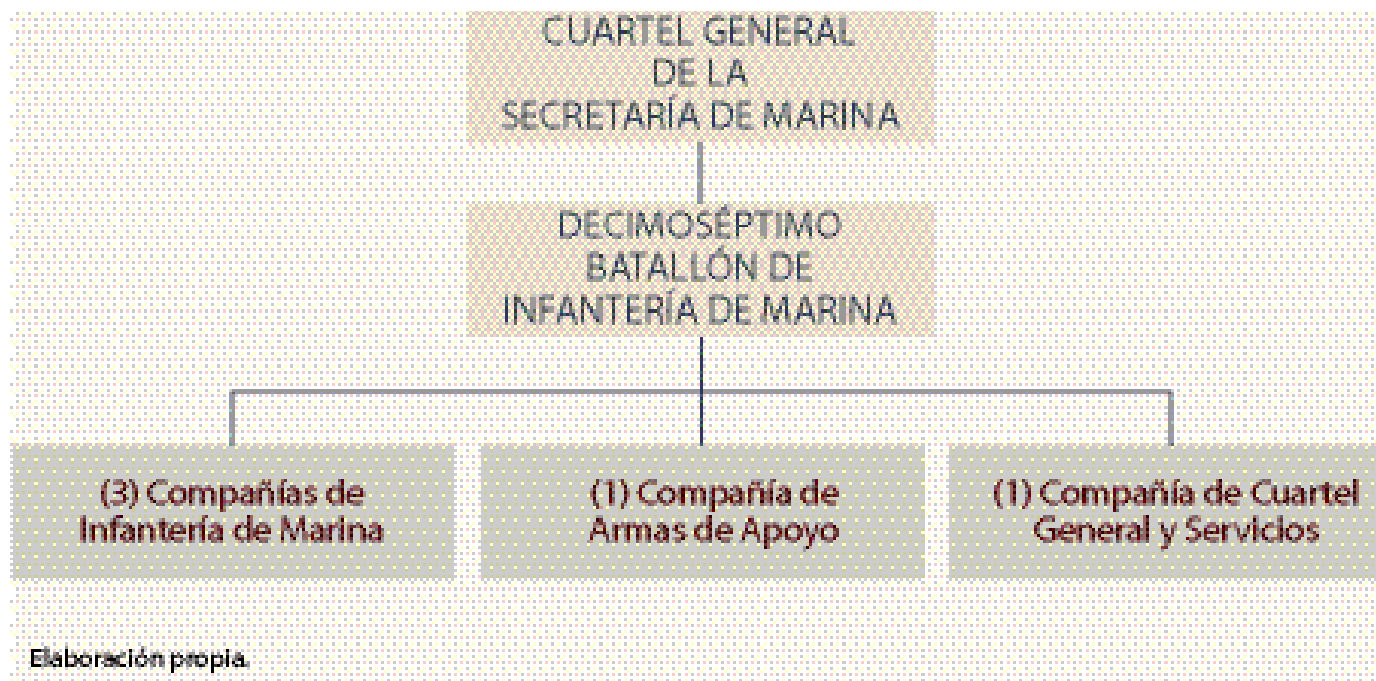 CUARTEL GENERAL
DE LA
SECRETARÍA DE MARINA
DECIMOSÉPTIMO
BATALLÓN DE
INFANTERÍA DE MARINA
(3) Compañías de
Infantería de Marina
(1) Compañía de
Armas de Apoyo
(1) Compañía de Cuartel
General y Servicios
Elaboración propia.